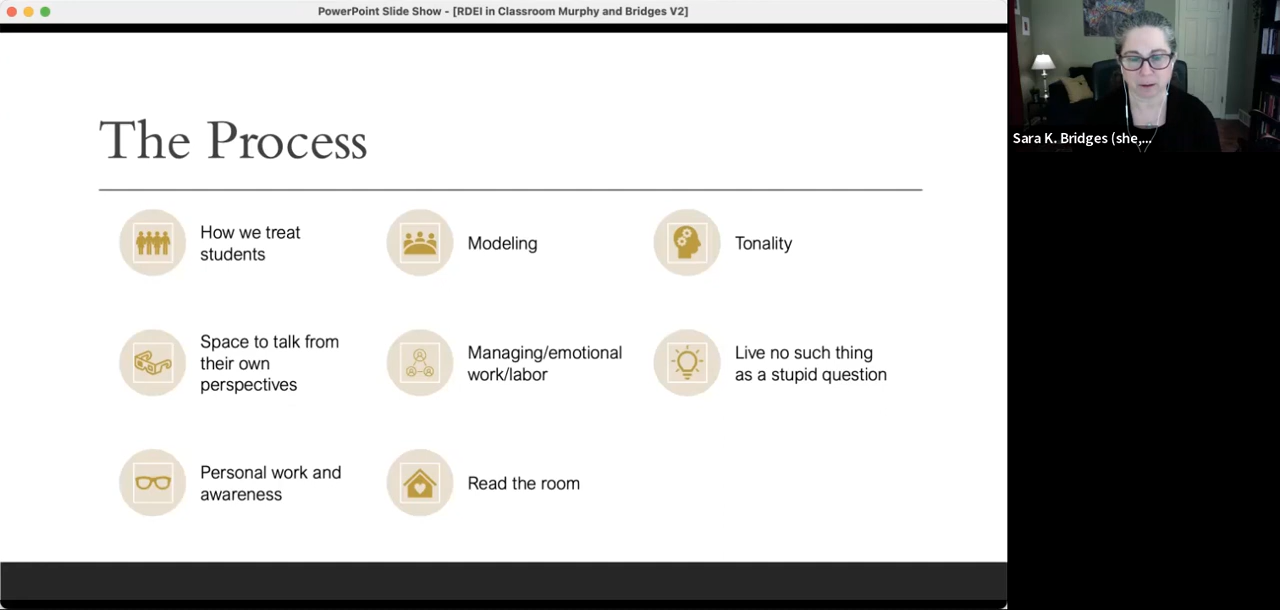 PowerPoint Slide Show - [RDEI in Classroom Murphy and Bridges V2]
Sara K. Bridges (she,...
The Process
How we treat
students
Modeling
Tonality
Space to talk from
their own
perspectives
Managing/emotional
work/labor
Live no such thing
as a stupid question
Personal work and
awareness
Read the room